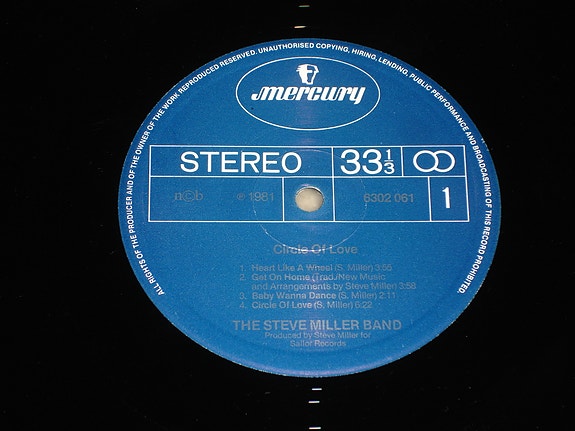 ALL RIGHTS OF THE PRODUCER AND OF THE OWNER OF THE WORK REPRODUCED RESERVED. UNAUTHORISED COPYING, HIRING, LENDING, PUBLIC PERFORMANCE AND BROADCASTING OF THIS RECORD PROHIBITED.
mercury
STEREO 33 1/3
n©b ℗ 1981 6302 061 1
Circle Of Love
1. Heart Like A Wheel (S. Miller) 3:55
2. Get On Home (Trad./New Music
and Arrangements by Steve Miller) 3:58
3. Baby Wanna Dance (S. Miller) 2:11
4. Circle Of Love (S. Miller) 6:22
THE STEVE MILLER BAND
Produced by Steve Miller for
Sailor Records